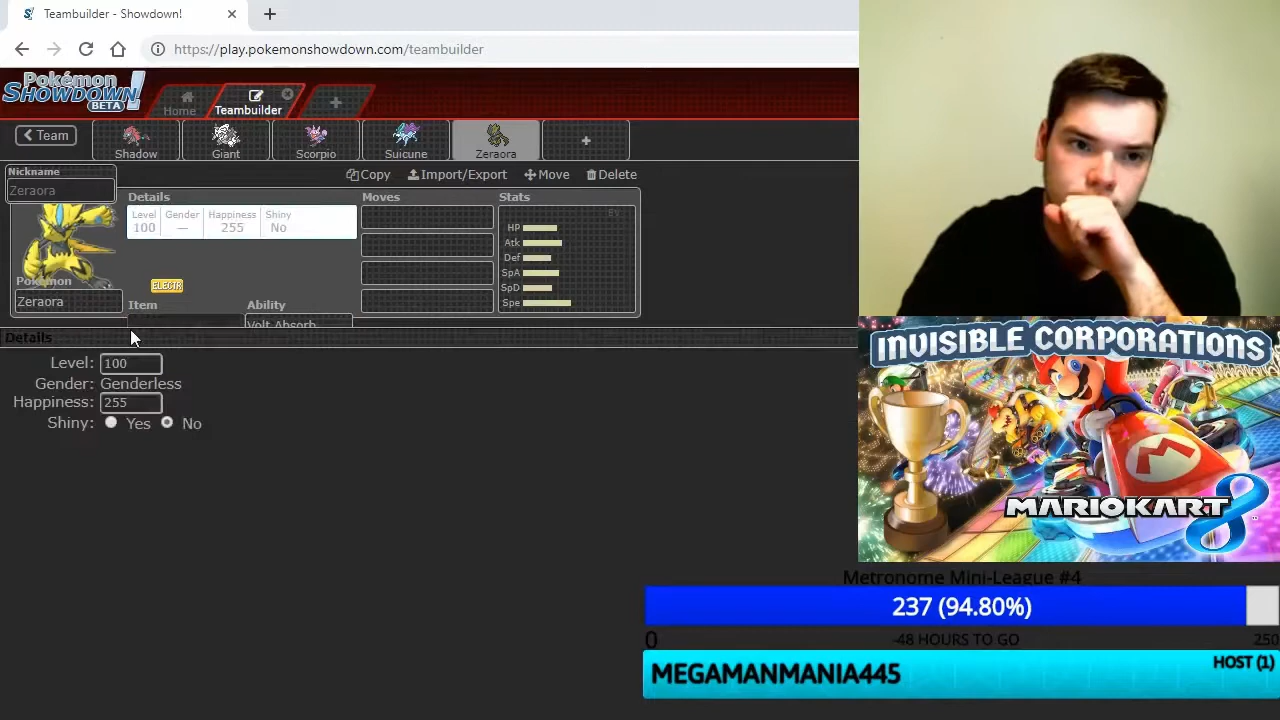 Teambuilder - Showdown!
https://play.pokemonshowdown.com/teambuilder
Pokémon
SHOWDOWN!
BETA
Home
Teambuilder
Team
Shadow
Giant
Scorpio
Suicune
Zeraora
Copy
Import/Export
Move
Delete
Nickname
Zeraora
Details
Moves
Stats
Level Gender Happiness Shiny
100 — 255 No
EV
HP
Atk
Def
SpA
SpD
Spe
ELECTR
Pokémon
Zeraora
Item
Ability
Volt Absorb
Details
Level: 100
Gender: Genderless
Happiness: 255
Shiny: Yes No
INVISIBLE CORPORATIONS
MARIOKART 8
Metronome Mini-League #4
237 (94.80%)
0 -48 HOURS TO GO 250
MEGAMANMANIA445
HOST (1)